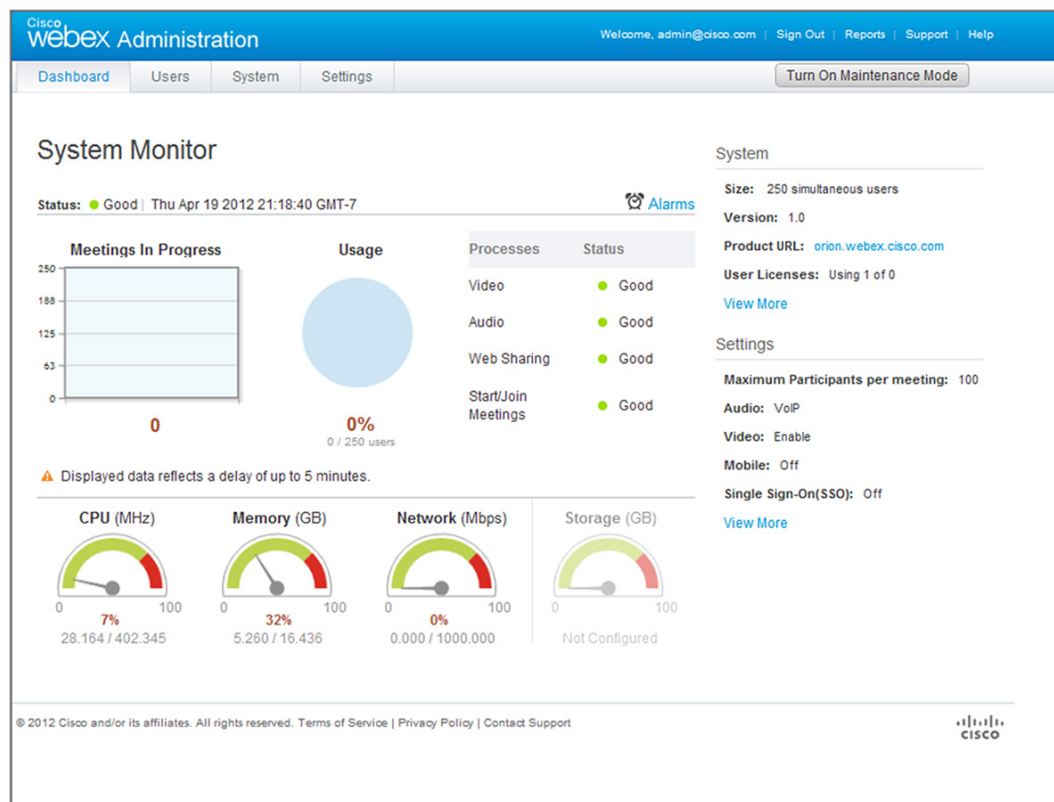 Cisco
webex Administration
Welcome, admin@cisco.com | Sign Out | Reports | Support | Help
Dashboard Users System Settings
Turn On Maintenance Mode
System Monitor
Status: Good | Thu Apr 19 2012 21:18:40 GMT-7
Alarms
Meetings In Progress
250
188
125
63
0
0
Usage
0%
0 / 250 users
Processes Status
Video Good
Audio Good
Web Sharing Good
Start/Join
Meetings Good
Displayed data reflects a delay of up to 5 minutes.
CPU (MHz)
0 100
7%
28.164 / 402.345
Memory (GB)
0 100
32%
5.260 / 16.436
Network (Mbps)
0 100
0%
0.000 / 1000.000
Storage (GB)
0 100
Not Configured
System
Size: 250 simultaneous users
Version: 1.0
Product URL: orion.webex.cisco.com
User Licenses: Using 1 of 0
View More
Settings
Maximum Participants per meeting: 100
Audio: VoIP
Video: Enable
Mobile: Off
Single Sign-On(SSO): Off
View More
© 2012 Cisco and/or its affiliates. All rights reserved. Terms of Service | Privacy Policy | Contact Support
CISCO